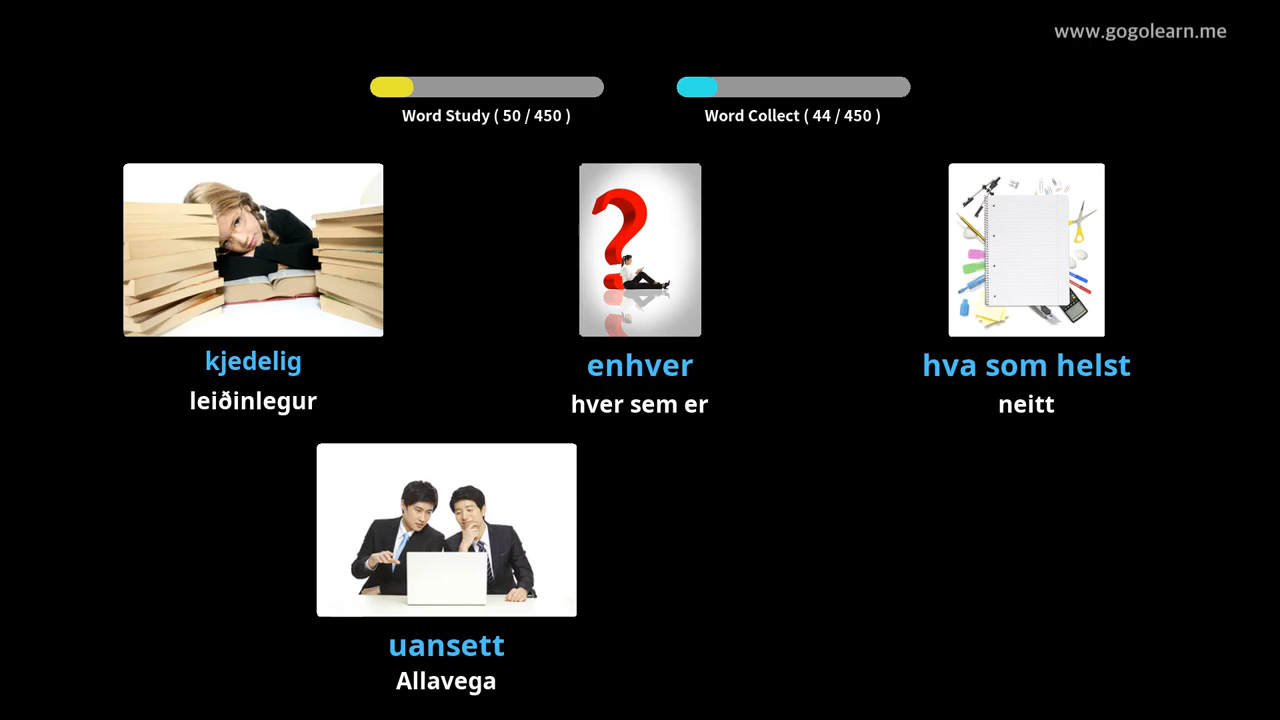 www.gogolearn.me
Word Study ( 50 / 450 )
Word Collect ( 44 / 450 )
kjedelig
leiðinlegur
enhver
hver sem er
hva som helst
neitt
uansett
Allavega